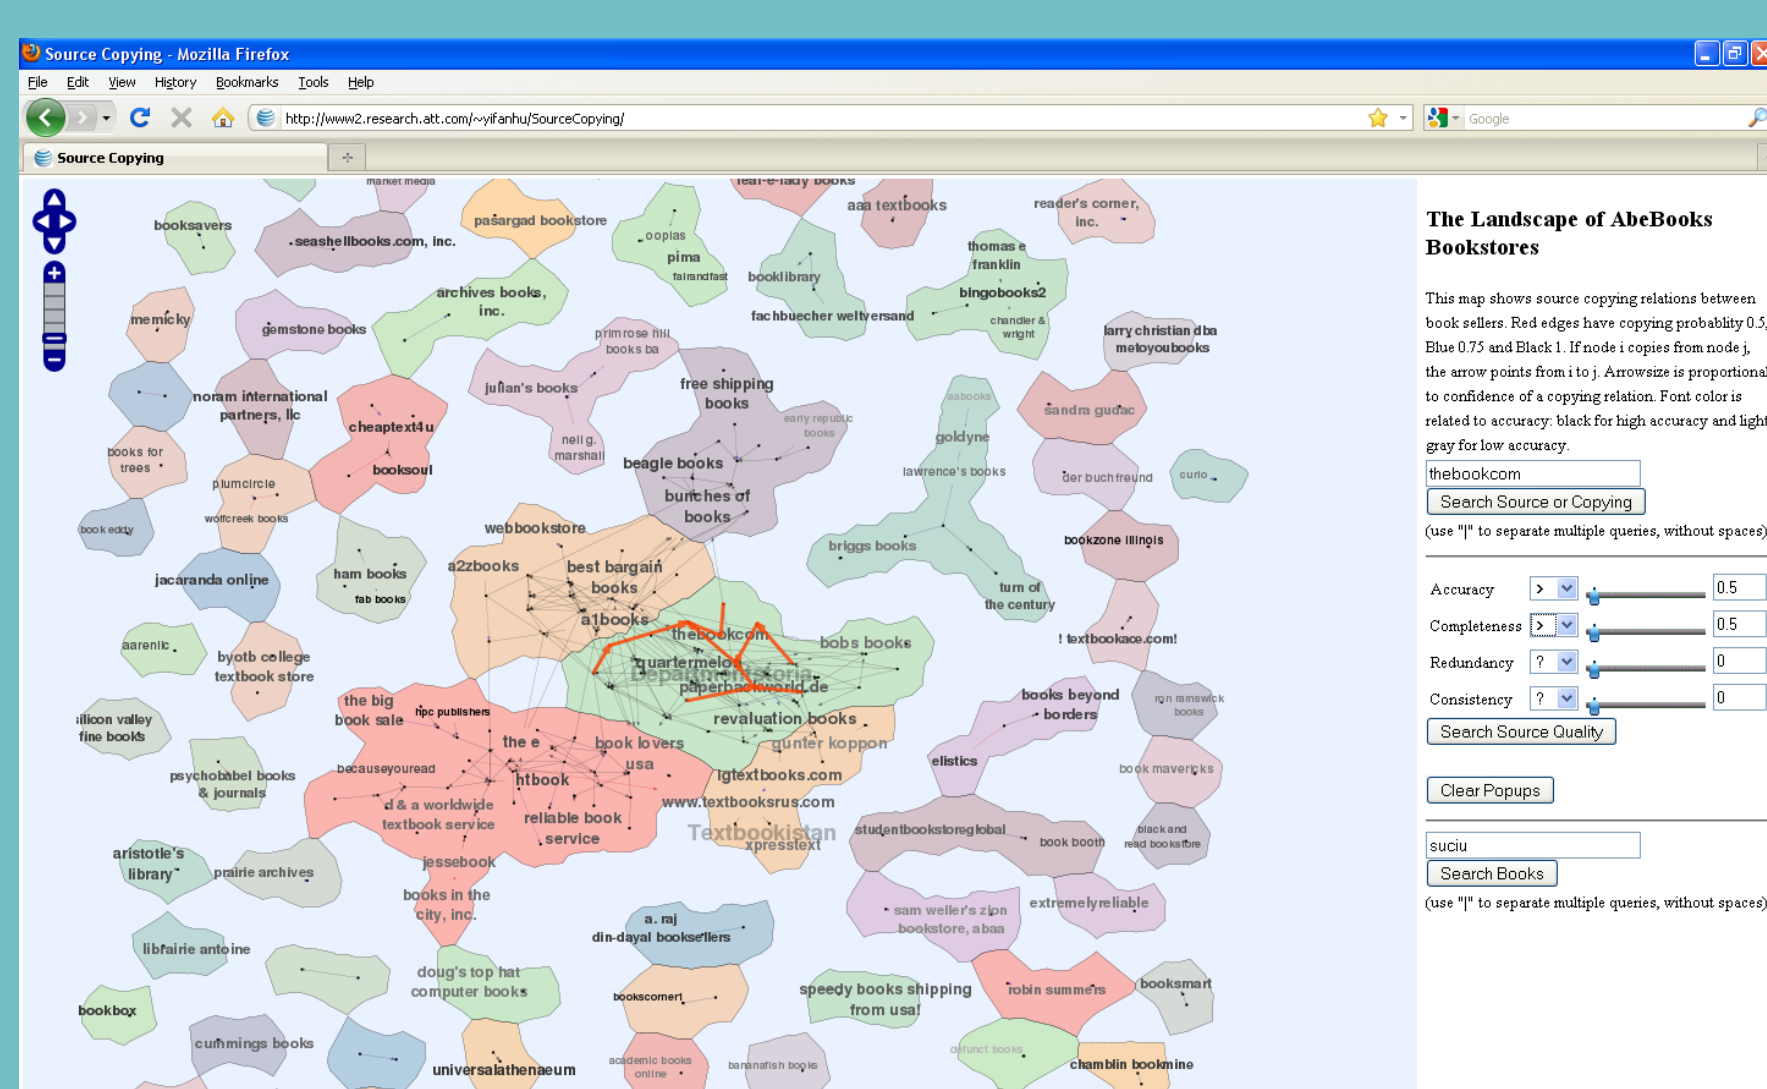 Source Copying - Mozilla Firefox
File Edit View History Bookmarks Tools Help
http://www2.research.att.com/~yifanhu/SourceCopying/
Google
Source Copying
market media
aaa textbooks
reader's corner,
inc.
booksavers
pasargad bookstore
seashellbooks.com, inc.
ooplas
pima
fairandfast
booklibrary
thomas e
franklin
bingobooks2
chandler &
wright
archives books,
inc.
fachbuecher weltversand
memicky
gemstone books
primrose hill
books ba
larry christian dba
metoyoubooks
julian's books
free shipping
books
noram international
partners, llc
aabooks
sandra gudac
early republic
books
cheaptext4u
goldyne
neil g.
marshall
books for
trees
beagle books
booksoul
lawrence's books
der buchfreund
curio
plumcircle
bunches of
books
wolfcreek books
book eddy
webbookstore
bookzone illinois
briggs books
a2zbooks
best bargain
books
ham books
fab books
jacaranda online
turn of
the century
a1books
thebookcom
bobs books
! textbookace.com!
aarenllc
byotb college
textbook store
quartermelon
Departmentstoria
paperbackworld.de
the big
book sale
hpc publishers
books beyond
borders
ron ramswick
books
silicon valley
fine books
revaluation books
the e
book lovers
usa
gunter koppon
elistics
becauseyouread
psychobabel books
& journals
htbook
lgtextbooks.com
book mavericks
d & a worldwide
textbook service
www.textbooksrus.com
reliable book
service
Textbookistan
xpresstext
studentbookstoreglobal
book booth
black and
read bookstore
aristotle's
library
prairie archives
jessebook
books in the
city, inc.
extremelyreliable
sam weller's zion
bookstore, abaa
a. raj
din-dayal booksellers
librairie antoine
doug's top hat
computer books
bookscorner1
speedy books shipping
from usa!
robin summers
booksmart
bookbox
cummings books
universalathenaeum
academic books
online
bananafish books
defunct books
chamblin bookmine
The Landscape of AbeBooks
Bookstores
This map shows source copying relations between
book sellers. Red edges have copying probablity 0.5,
Blue 0.75 and Black 1. If node i copies from node j,
the arrow points from i to j. Arrowsize is proportional
to confidence of a copying relation. Font color is
related to accuracy: black for high accuracy and light
gray for low accuracy.
thebookcom
Search Source or Copying
(use "|" to separate multiple queries, without spaces)
Accuracy > 0.5
Completeness > 0.5
Redundancy ? 0
Consistency ? 0
Search Source Quality
Clear Popups
suciu
Search Books
(use "|" to separate multiple queries, without spaces)